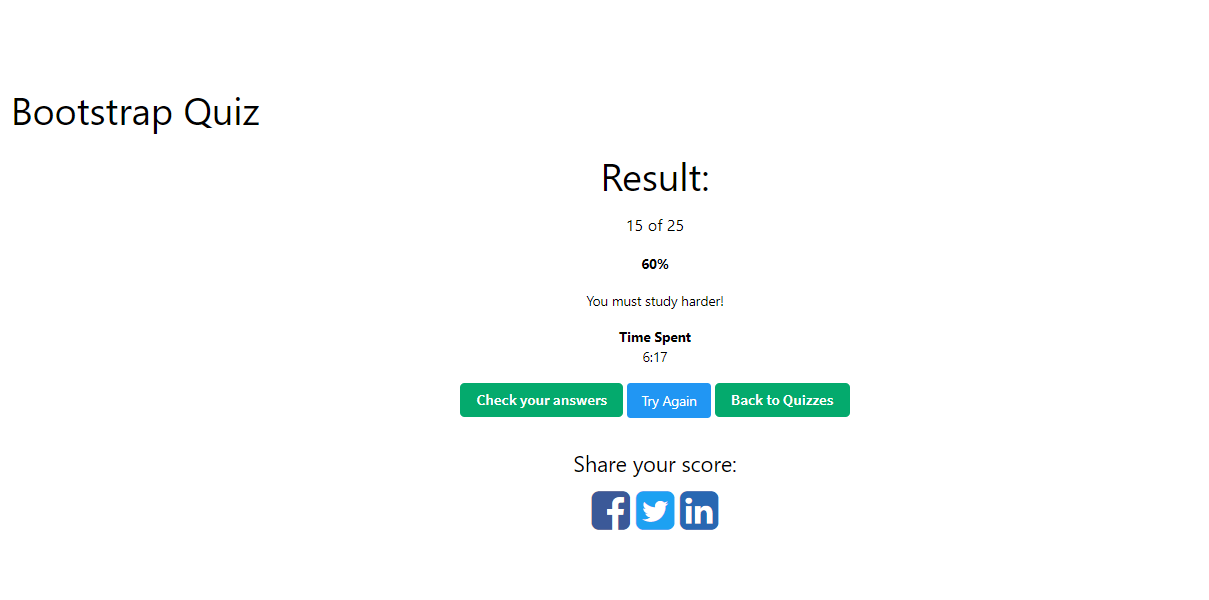 Bootstrap Quiz
Result:
15 of 25
60%
You must study harder!
Time Spent
6:17
Check your answers Try Again Back to Quizzes
Share your score: